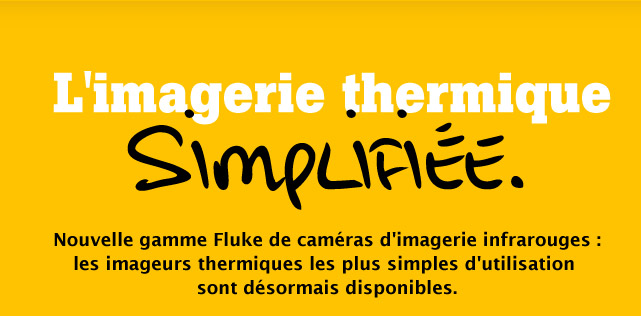 L'imagerie thermique
SIMPLIFIÉE.
Nouvelle gamme Fluke de caméras d'imagerie infrarouges :
les imageurs thermiques les plus simples d'utilisation
sont désormais disponibles.